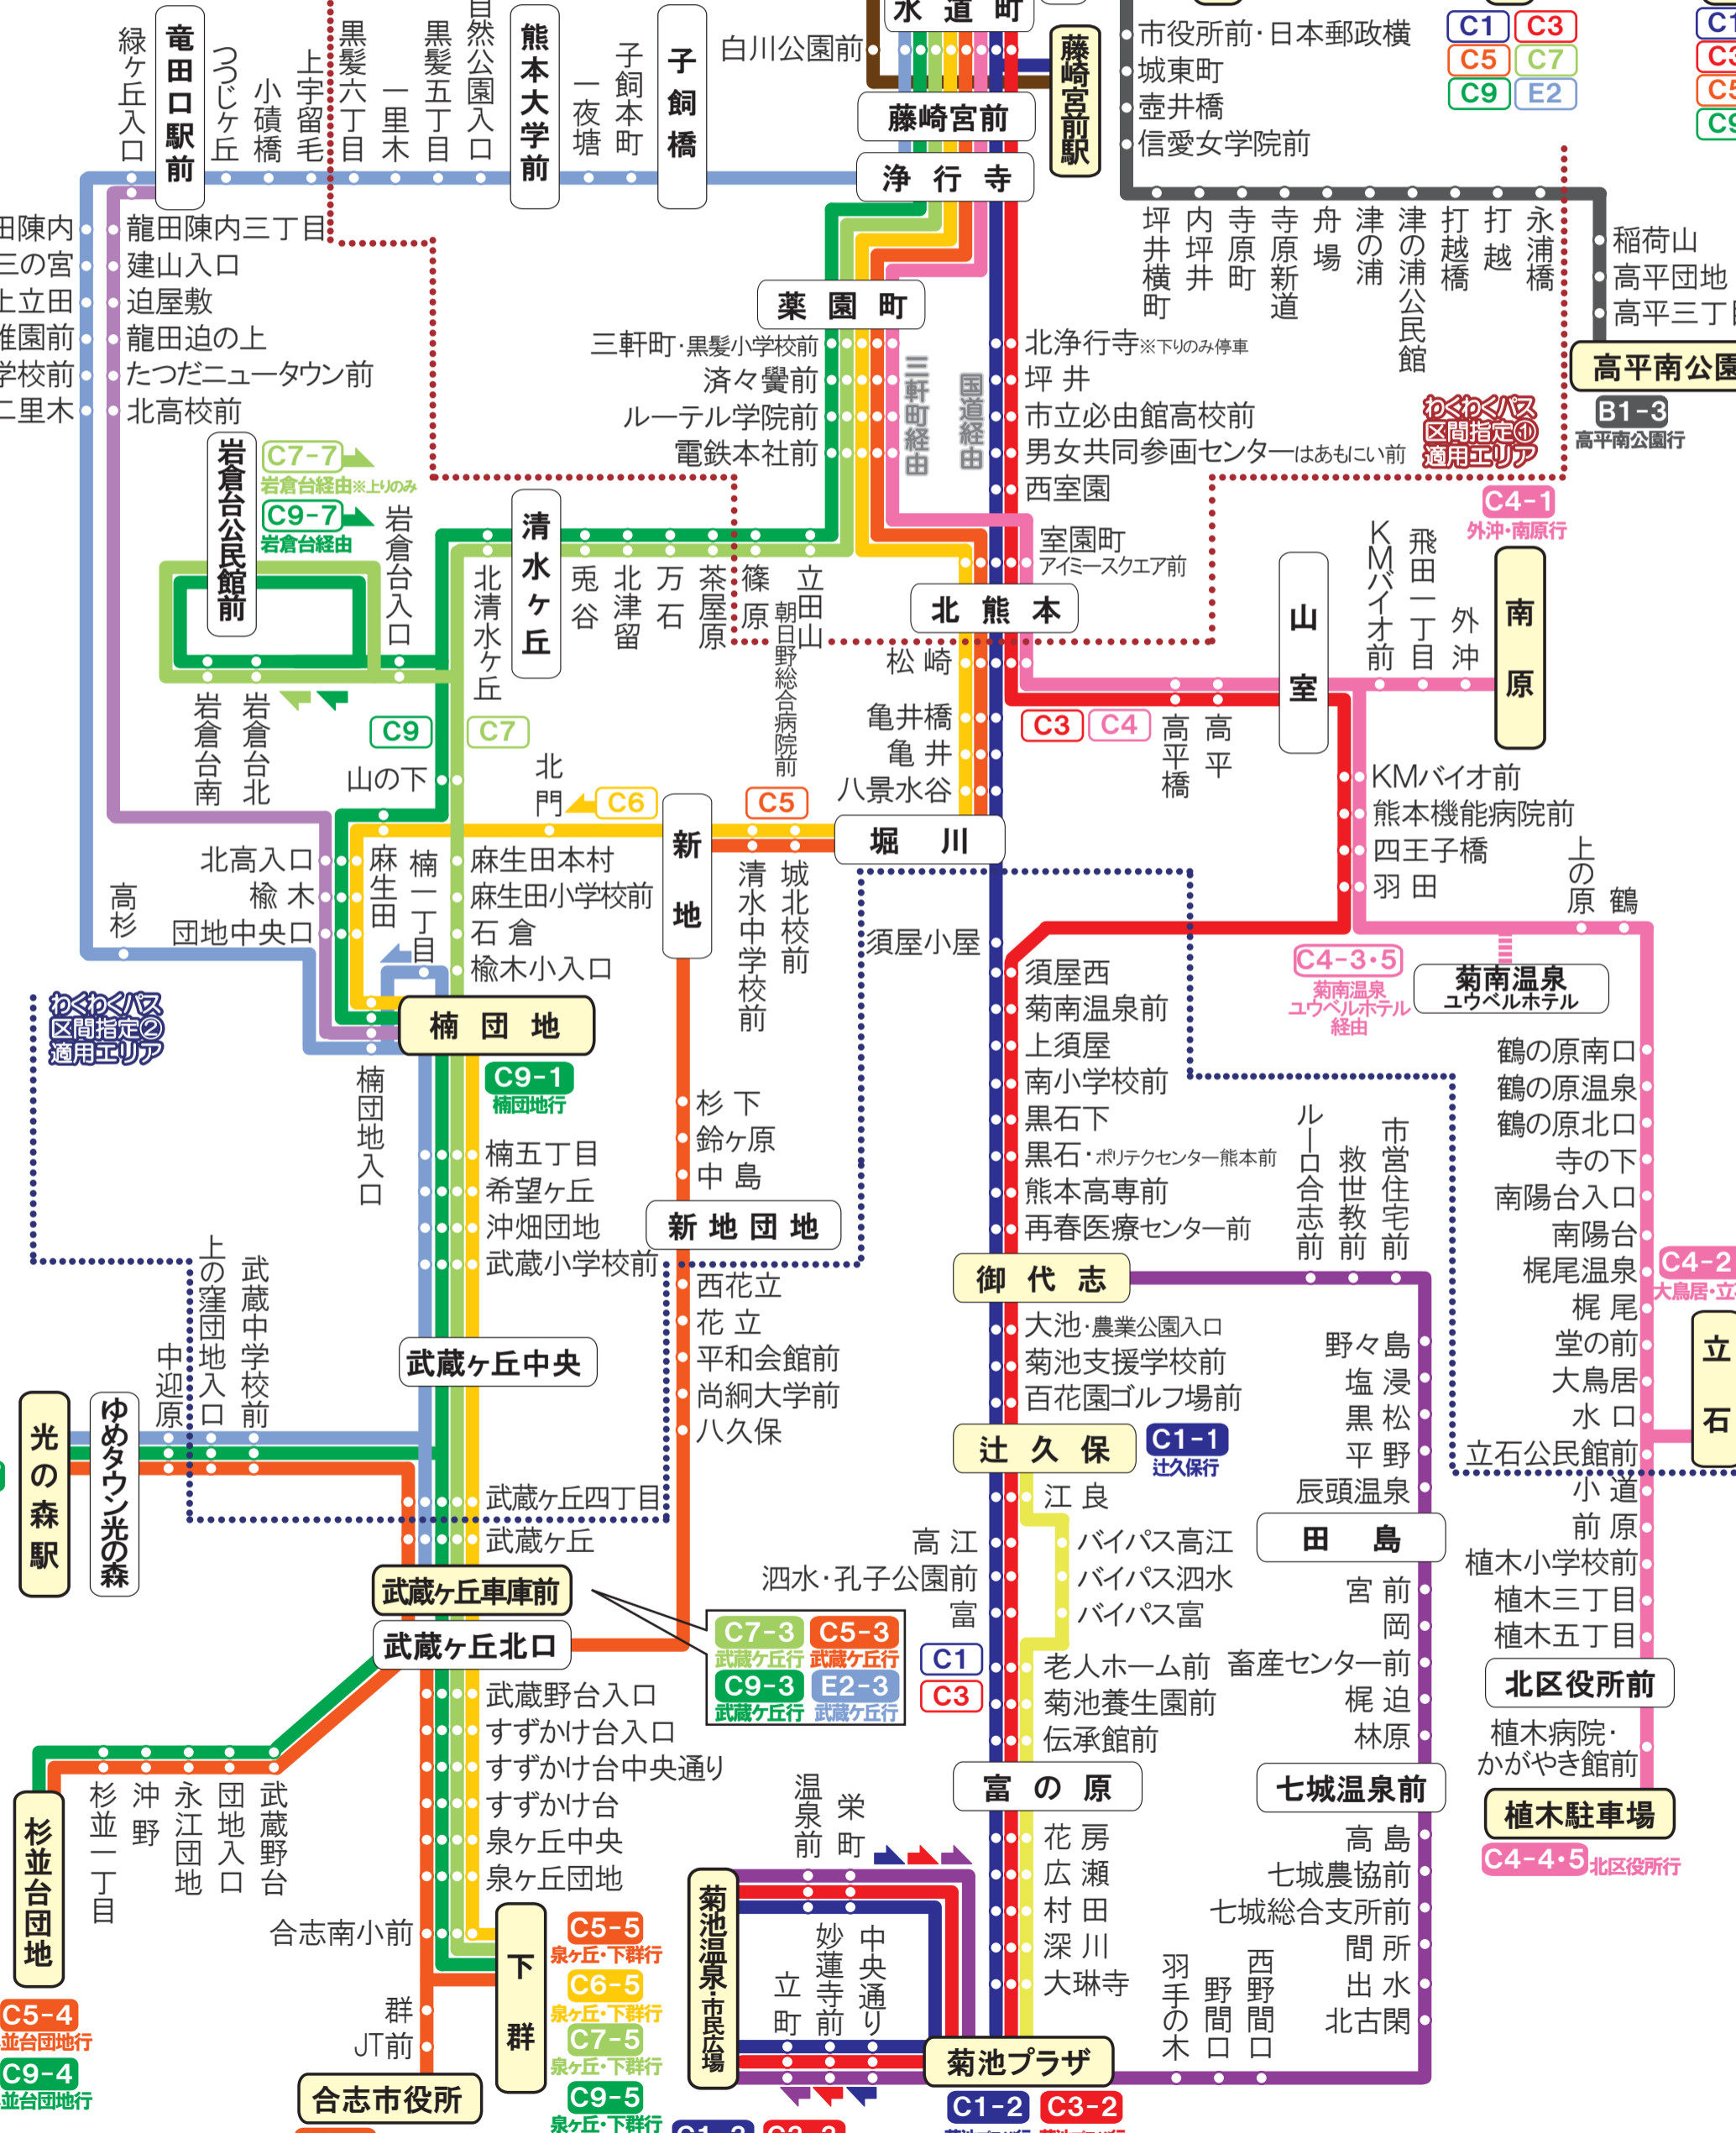 水道町
白川公園前
藤崎宮前駅
藤崎宮前
浄行寺
市役所前・日本郵政横
城東町
壺井橋
信愛女学院前
C1 C3
C5 C7
C9 E2
緑ヶ丘入口
竜田口駅前
つつじヶ丘
小磧橋
上宇留毛
黒髪六丁目
一里木
黒髪五丁目
自然公園入口
熊本大学前
一夜塘
子飼本町
子飼橋
坪井横町
内坪井
寺原町
寺原新道
舟場
津の浦
津の浦公民館
打越橋
打越
永浦橋
稲荷山
高平団地
高平三丁目
高平南公園
B1-3
高平南公園行
田陳内
三の宮
上立田
稚園前
学校前
二里木
龍田陳内三丁目
建山入口
迫屋敷
龍田迫の上
たつだニュータウン前
北高校前
薬園町
三軒町・黒髪小学校前
済々黌前
ルーテル学院前
電鉄本社前
三軒町経由
国道経由
北浄行寺※下りのみ停車
坪井
市立必由館高校前
男女共同参画センターはあもにい前
西室園
室園町
アイミースクエア前
わくわくパス
区間指定①
適用エリア
岩倉台公民館前
C7-7
岩倉台経由※上りのみ
C9-7
岩倉台経由
岩倉台入口
岩倉台南
岩倉台北
北清水ヶ丘
清水ヶ丘
兎谷
北津留
万石
茶屋原
篠原
朝日野総合病院前
立田山
北熊本
松崎
亀井橋
亀井
八景水谷
堀川
C3 C4
高平橋
高平
山室
KMバイオ前
飛田一丁目
外沖
南原
C4-1
外沖・南原行
KMバイオ前
熊本機能病院前
四王子橋
羽田
上の原
鶴
C4-3・5
菊南温泉
ユウベルホテル
経由
菊南温泉
ユウベルホテル
C9 C7
山の下
北門
C6
新地
C5
清水中学校前
城北校前
北高入口
楡木
団地中央口
麻生田
楠一丁目
麻生田本村
麻生田小学校前
石倉
楡木小入口
高杉
わくわくパス
区間指定②
適用エリア
楠団地
C9-1
楠団地行
楠団地入口
楠五丁目
希望ヶ丘
沖畑団地
武蔵小学校前
杉下
鈴ヶ原
中島
新地団地
西花立
花立
平和会館前
尚絅大学前
八久保
須屋小屋
須屋西
菊南温泉前
上須屋
南小学校前
黒石下
黒石・ポリテクセンター熊本前
熊本高専前
再春医療センター前
御代志
ルーロ合志前
救世教前
市営住宅前
鶴の原南口
鶴の原温泉
鶴の原北口
寺の下
南陽台入口
南陽台
梶尾温泉
梶尾
堂の前
大鳥居
水口
立石公民館前
C4-2
大鳥居・立
立石
小道
前原
植木小学校前
植木三丁目
植木五丁目
北区役所前
植木病院・
かがやき館前
植木駐車場
C4-4・5 北区役所行
大池・農業公園入口
菊池支援学校前
百花園ゴルフ場前
辻久保
C1-1
辻久保行
野々島
塩浸
黒松
平野
辰頭温泉
田島
宮前
岡
畜産センター前
梶迫
林原
七城温泉前
高島
七城農協前
七城総合支所前
間所
出水
北古閑
江良
高江
泗水・孔子公園前
富
バイパス高江
バイパス泗水
バイパス富
C1
C3
老人ホーム前
菊池養生園前
伝承館前
富の原
花房
広瀬
村田
深川
大琳寺
羽手の木
野間口
西野間口
武蔵ヶ丘中央
光の森駅
ゆめタウン光の森
中迎原
上の窪団地入口
武蔵中学校前
武蔵ヶ丘四丁目
武蔵ヶ丘
武蔵ヶ丘車庫前
武蔵ヶ丘北口
C7-3 C5-3
武蔵ケ丘行 武蔵ケ丘行
C9-3 E2-3
武蔵ケ丘行 武蔵ケ丘行
武蔵野台入口
すずかけ台入口
すずかけ台中央通り
すずかけ台
泉ヶ丘中央
泉ヶ丘団地
杉並台団地
杉並一丁目
沖野
永江団地
団地入口
武蔵野台
C5-4
並台団地行
C9-4
並台団地行
合志南小前
群
JT前
合志市役所
下群
C5-5
泉ヶ丘・下群行
C6-5
泉ヶ丘・下群行
C7-5
泉ヶ丘・下群行
C9-5
泉ヶ丘・下群行
温泉前
栄町
菊池温泉・市民広場
立町
妙蓮寺前
中央通り
菊池プラザ
C1-2 C3-2